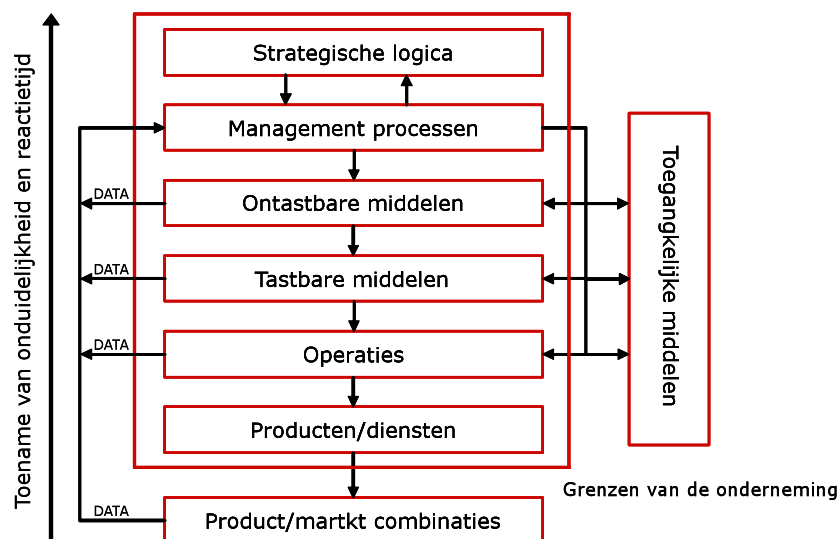 Toename van onduidelijkheid en reactietijd
Strategische logica
Management processen
DATA
Ontastbare middelen
DATA
Tastbare middelen
DATA
Operaties
Producten/diensten
DATA
Product/martkt combinaties
Toegangkelijke middelen
Grenzen van de onderneming